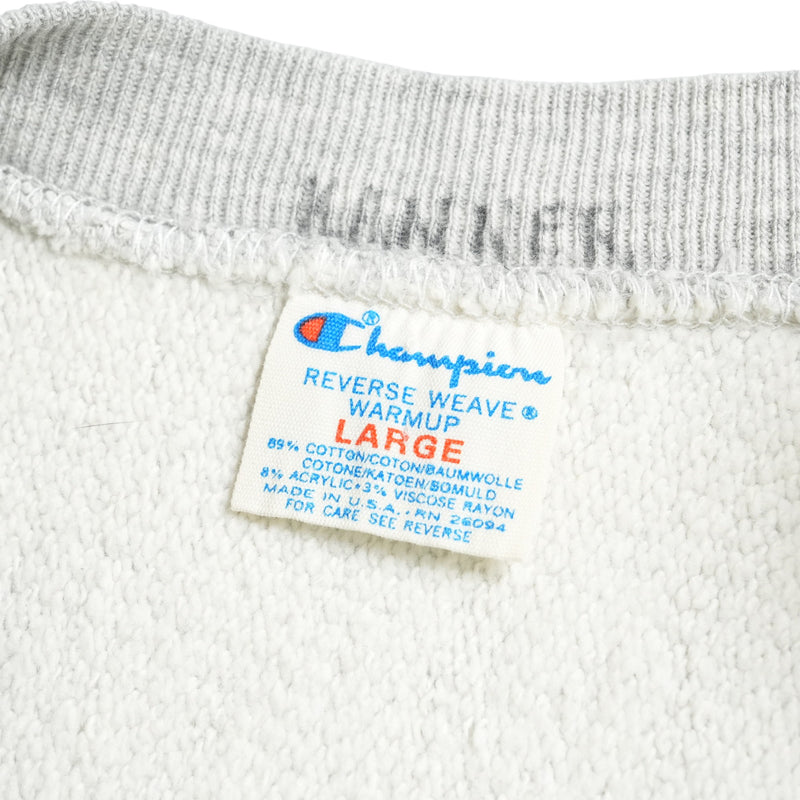 Champion®
REVERSE WEAVE®
WARMUP
LARGE
89% COTTON/COTON/BAUMWOLLE
COTONE/KATOEN/BOMULD
8% ACRYLIC • 3% VISCOSE RAYON
MADE IN U.S.A. • RN 26094
FOR CARE SEE REVERSE